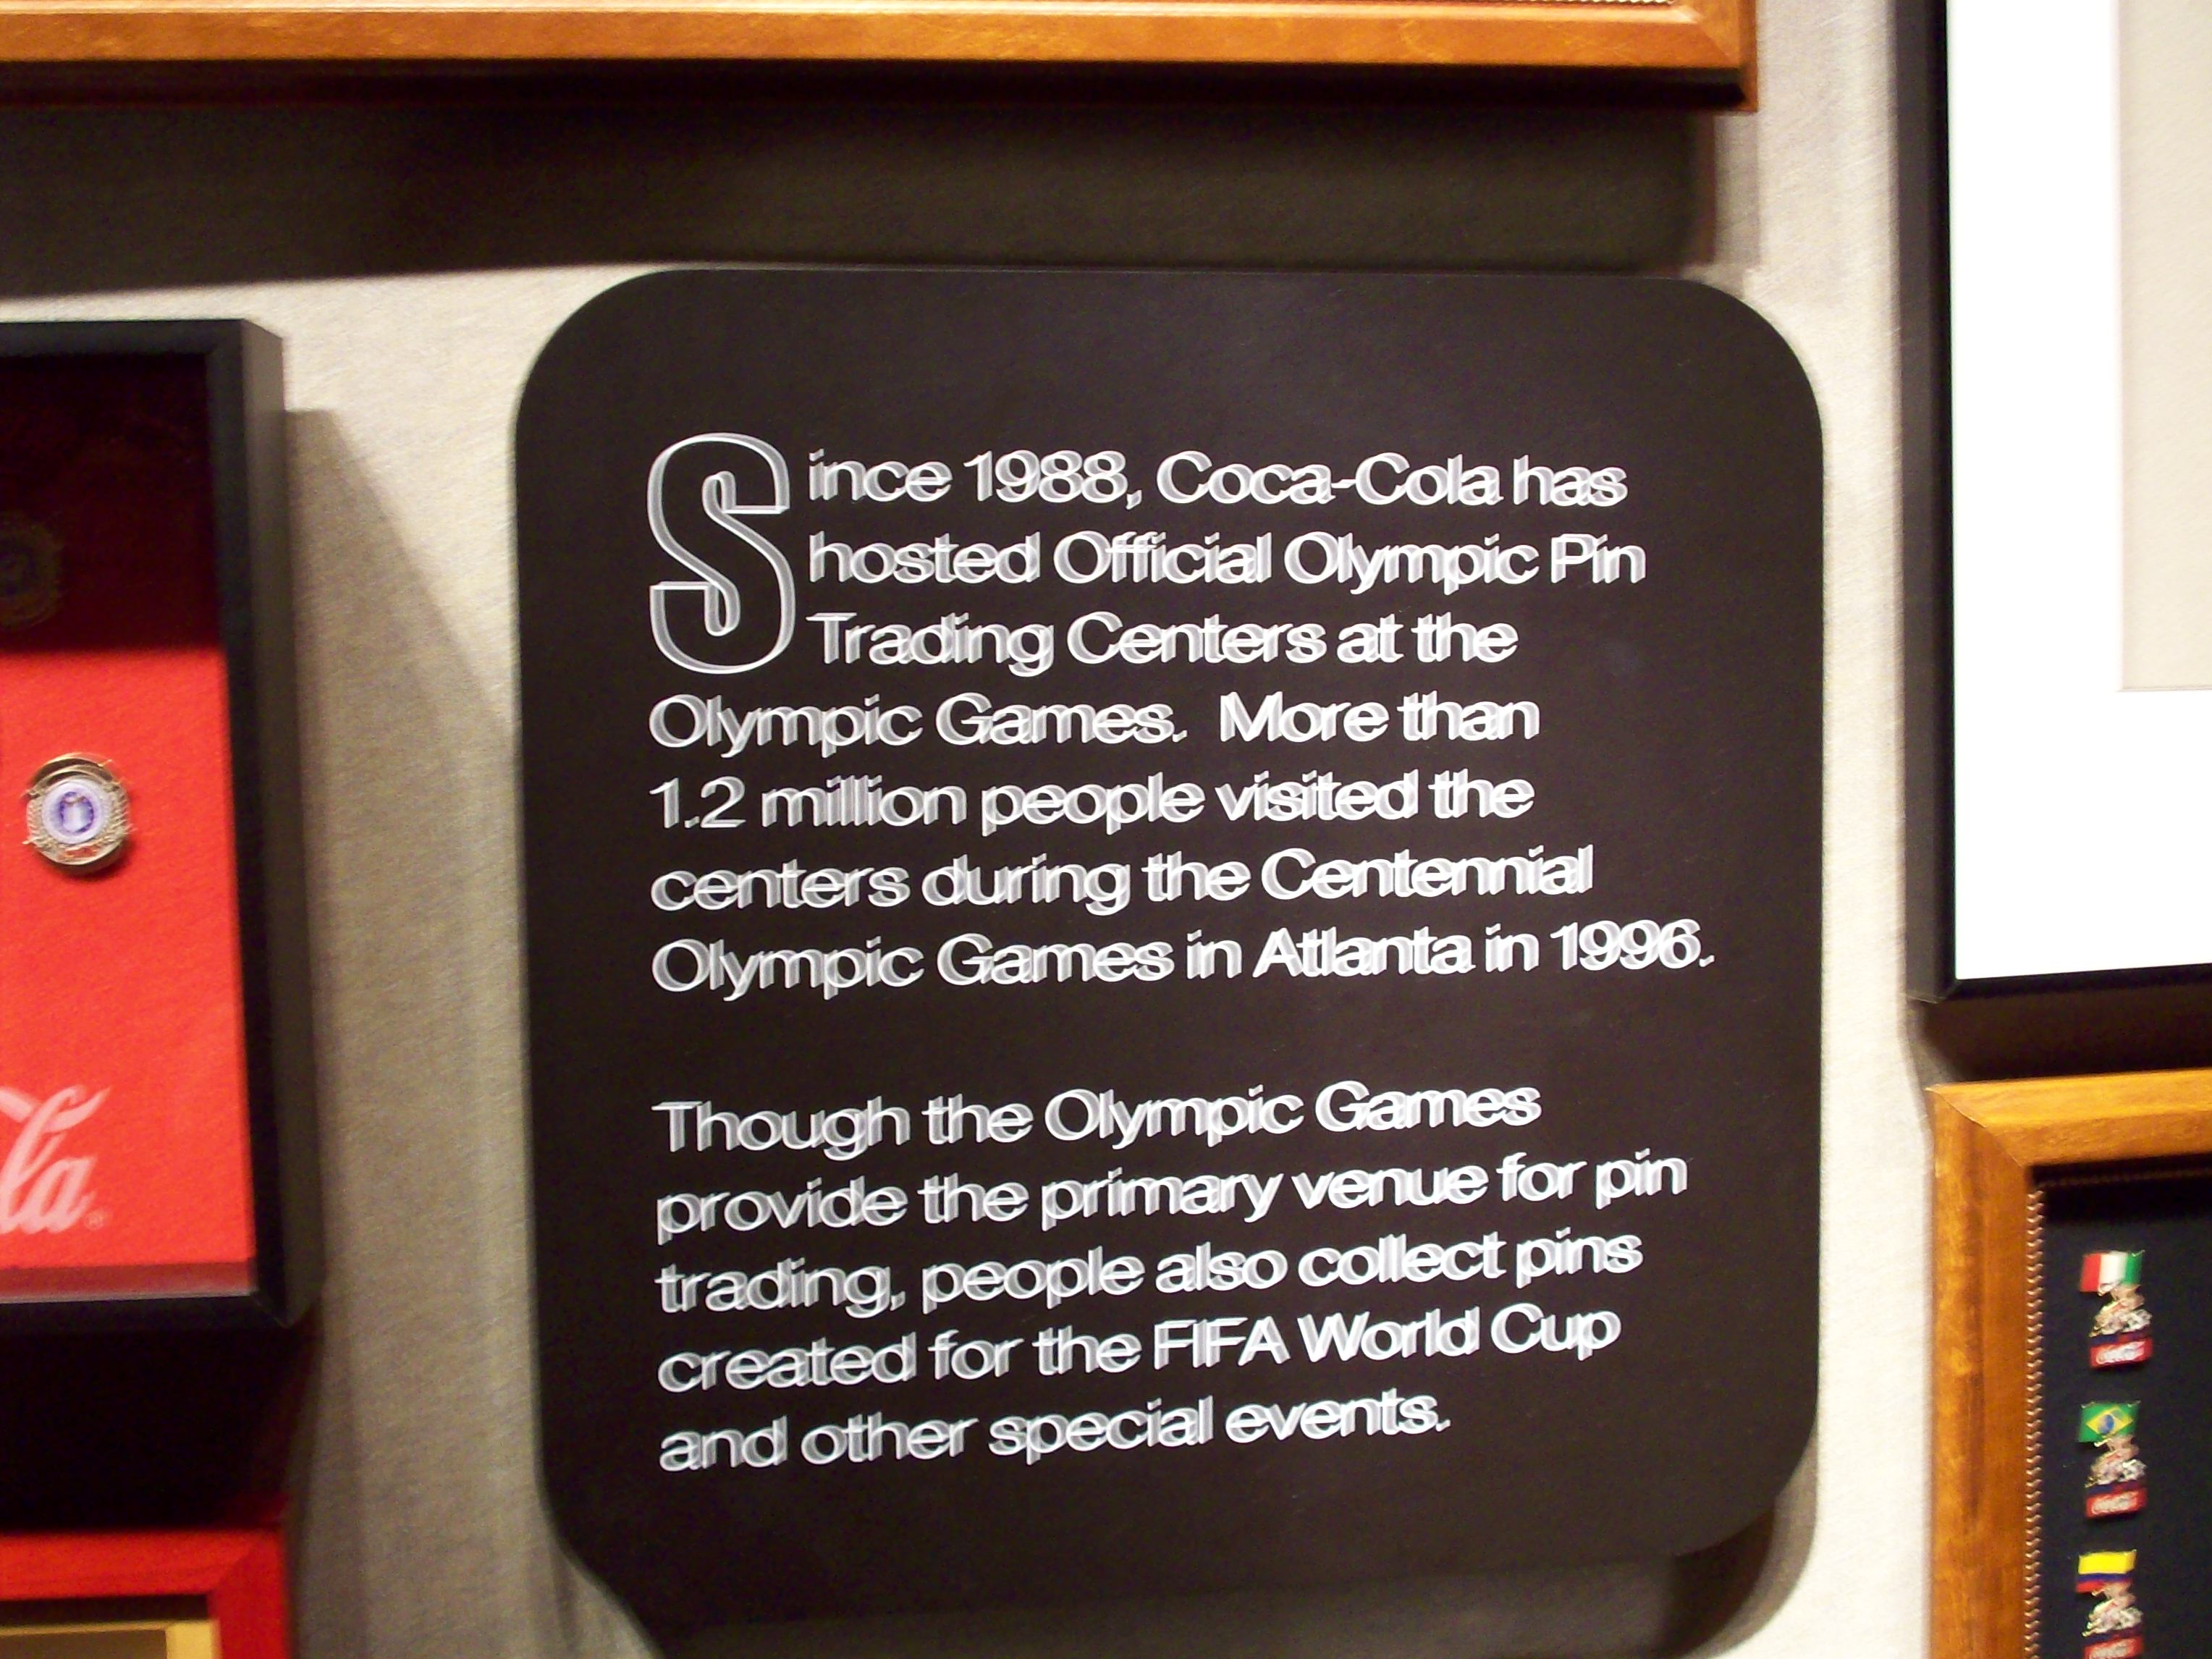 Since 1988, Coca-Cola has
hosted Official Olympic Pin
Trading Centers at the
Olympic Games. More than
1.2 million people visited the
centers during the Centennial
Olympic Games in Atlanta in 1996.
Though the Olympic Games
provide the primary venue for pin
trading, people also collect pins
created for the FIFA World Cup
and other special events.
la